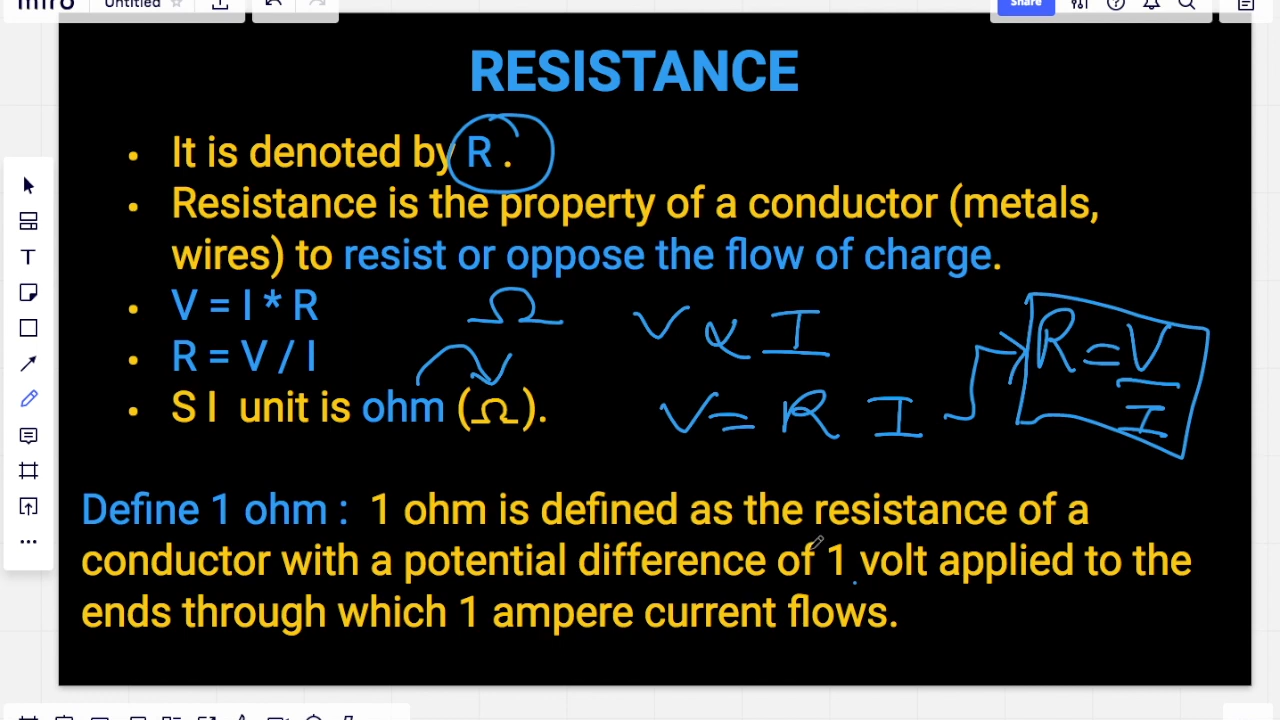 miro Untitled
Share
RESISTANCE
• It is denoted by R .
• Resistance is the property of a conductor (metals,
wires) to resist or oppose the flow of charge.
• V = I * R
Ω
V α I
• R = V / I
R = V / I
• S I unit is ohm (Ω).
V = R I
Define 1 ohm : 1 ohm is defined as the resistance of a
conductor with a potential difference of 1 volt applied to the
ends through which 1 ampere current flows.